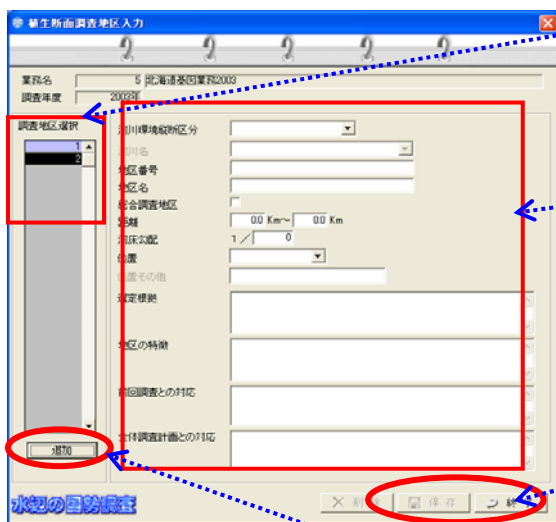 植生断面調査地区入力
業務名 5 北海道基図業務2003
調査年度 2003年
調査地区選択
1
2
河川環境縦断区分
河川名
地区番号
地区名
総合調査地区
距離 0.0 Km～ 0.0 Km
河床勾配 1／ 0
位置
位置その他
選定根拠
地区の特徴
前回調査との対応
全体調査計画との対応
追加
水辺の国勢調査
削除 保存 終了